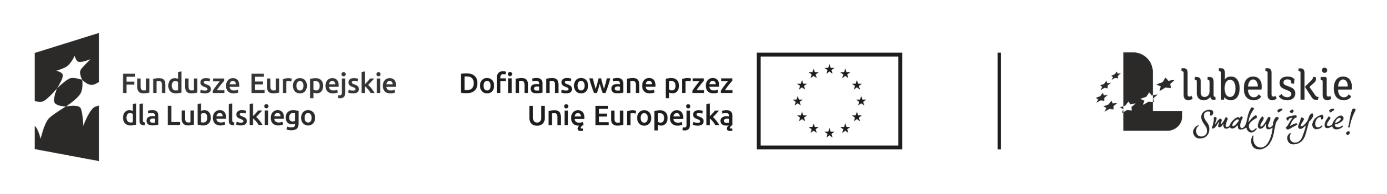 Fundusze Europejskie
dla Lubelskiego
Dofinansowane przez
Unię Europejską
lubelskie
Smakuj życie!